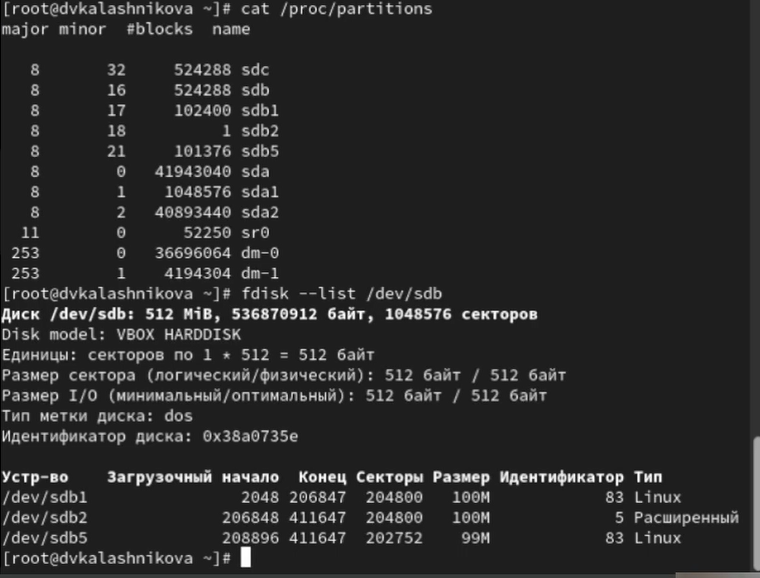 [root@dvkalashnikova ~]# cat /proc/partitions
major minor  #blocks  name
   8       32     524288 sdc
   8       16     524288 sdb
   8       17     102400 sdb1
   8       18          1 sdb2
   8       21     101376 sdb5
   8        0   41943040 sda
   8        1    1048576 sda1
   8        2   40893440 sda2
  11        0      52250 sr0
 253        0   36696064 dm-0
 253        1    4194304 dm-1
[root@dvkalashnikova ~]# fdisk --list /dev/sdb
Диск /dev/sdb: 512 MiB, 536870912 байт, 1048576 секторов
Disk model: VBOX HARDDISK
Единицы: секторов по 1 * 512 = 512 байт
Размер сектора (логический/физический): 512 байт / 512 байт
Размер I/O (минимальный/оптимальный): 512 байт / 512 байт
Тип метки диска: dos
Идентификатор диска: 0x38a0735e
Устр-во    Загрузочный начало  Конец Секторы Размер Идентификатор Тип
/dev/sdb1                2048 206847  204800   100M            83 Linux
/dev/sdb2              206848 411647  204800   100M             5 Расширенный
/dev/sdb5              208896 411647  202752    99M            83 Linux
[root@dvkalashnikova ~]#